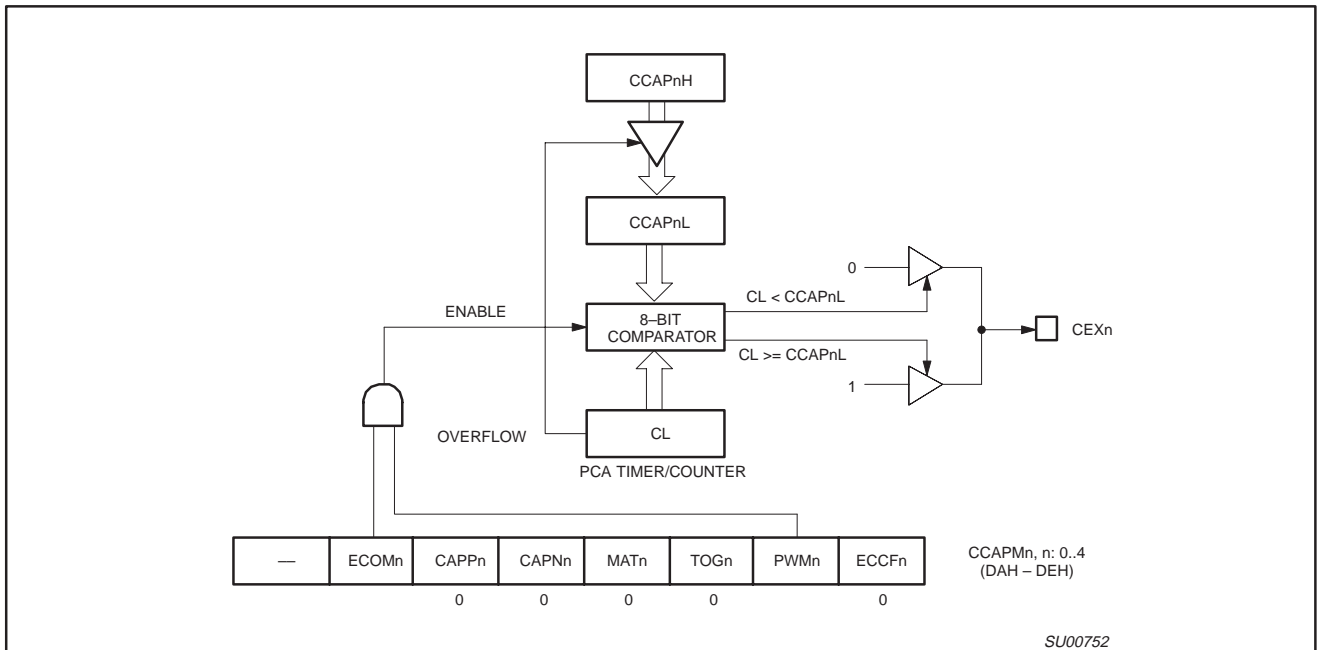 CCAPnH
CCAPnL
0
CL < CCAPnL
ENABLE
8–BIT
COMPARATOR
CEXn
CL >= CCAPnL
1
OVERFLOW
CL
PCA TIMER/COUNTER
— ECOMn CAPPn CAPNn MATn TOGn PWMn ECCFn
CCAPMn, n: 0..4
(DAH – DEH)
0 0 0 0 0
SU00752